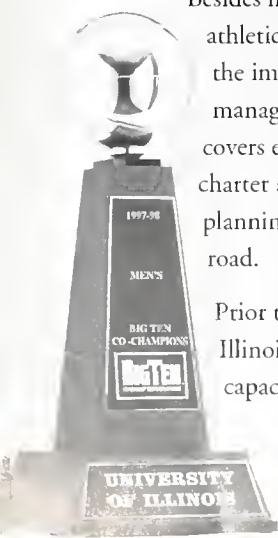 athletic
the im
manag
covers e
charter a
planning
road.
Prior t
Illinoi
capac
1997-98
MEN'S
BIG TEN
CO-CHAMPIONS
BIG TEN
UNIVERSITY
OF ILLINOIS